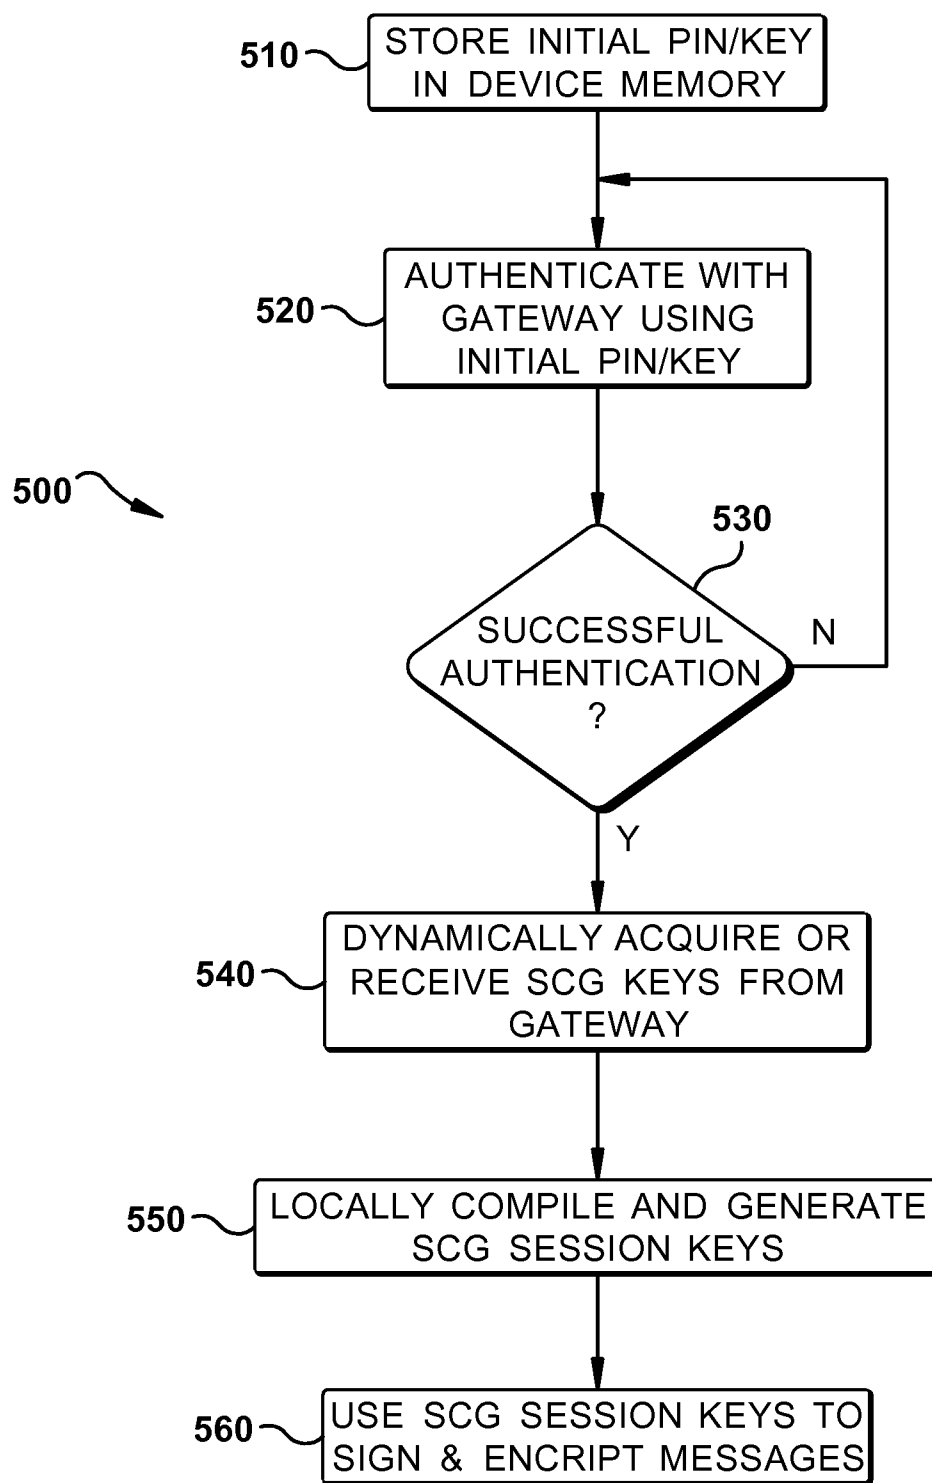 510
STORE INITIAL PIN/KEY
IN DEVICE MEMORY
520
AUTHENTICATE WITH
GATEWAY USING
INITIAL PIN/KEY
500
530
SUCCESSFUL
AUTHENTICATION
?
N
Y
540
DYNAMICALLY ACQUIRE OR
RECEIVE SCG KEYS FROM
GATEWAY
550
LOCALLY COMPILE AND GENERATE
SCG SESSION KEYS
560
USE SCG SESSION KEYS TO
SIGN & ENCRIPT MESSAGES